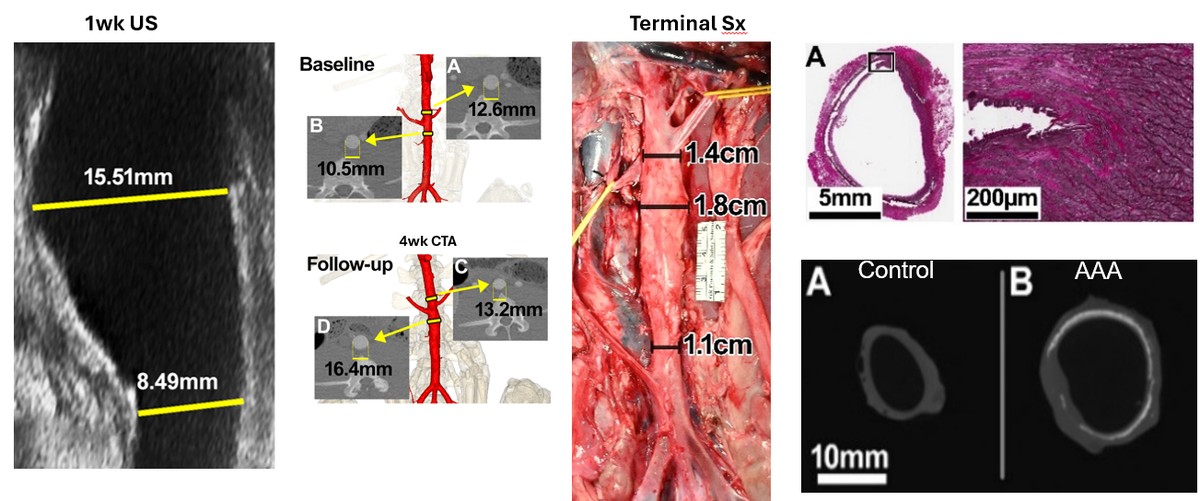 1wk US
15.51mm
8.49mm
Baseline
A
12.6mm
B
10.5mm
4wk CTA
Follow-up
C
13.2mm
D
16.4mm
Terminal Sx
1.4cm
1.8cm
1.1cm
A
5mm
200µm
A
Control
B
AAA
10mm